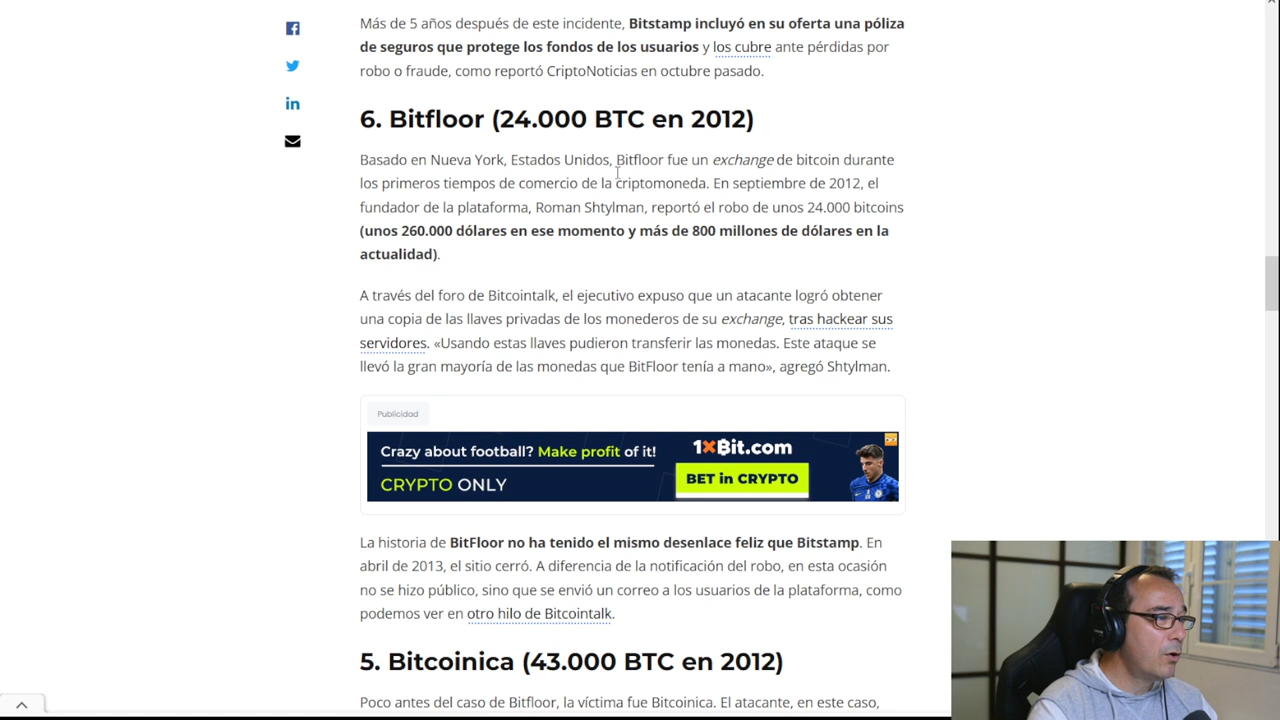 Más de 5 años después de este incidente, Bitstamp incluyó en su oferta una póliza
de seguros que protege los fondos de los usuarios y los cubre ante pérdidas por
robo o fraude, como reportó CriptoNoticias en octubre pasado.
6. Bitfloor (24.000 BTC en 2012)
Basado en Nueva York, Estados Unidos, Bitfloor fue un exchange de bitcoin durante
los primeros tiempos de comercio de la criptomoneda. En septiembre de 2012, el
fundador de la plataforma, Roman Shtylman, reportó el robo de unos 24.000 bitcoins
(unos 260.000 dólares en ese momento y más de 800 millones de dólares en la
actualidad).
A través del foro de Bitcointalk, el ejecutivo expuso que un atacante logró obtener
una copia de las llaves privadas de los monederos de su exchange, tras hackear sus
servidores. «Usando estas llaves pudieron transferir las monedas. Este ataque se
llevó la gran mayoría de las monedas que BitFloor tenía a mano», agregó Shtylman.
Publicidad
Crazy about football? Make profit of it!
CRYPTO ONLY
1XBit.com
BET in CRYPTO
La historia de BitFloor no ha tenido el mismo desenlace feliz que Bitstamp. En
abril de 2013, el sitio cerró. A diferencia de la notificación del robo, en esta ocasión
no se hizo público, sino que se envió un correo a los usuarios de la plataforma, como
podemos ver en otro hilo de Bitcointalk.
5. Bitcoinica (43.000 BTC en 2012)
Poco antes del caso de Bitfloor, la víctima fue Bitcoinica. El atacante, en este caso,